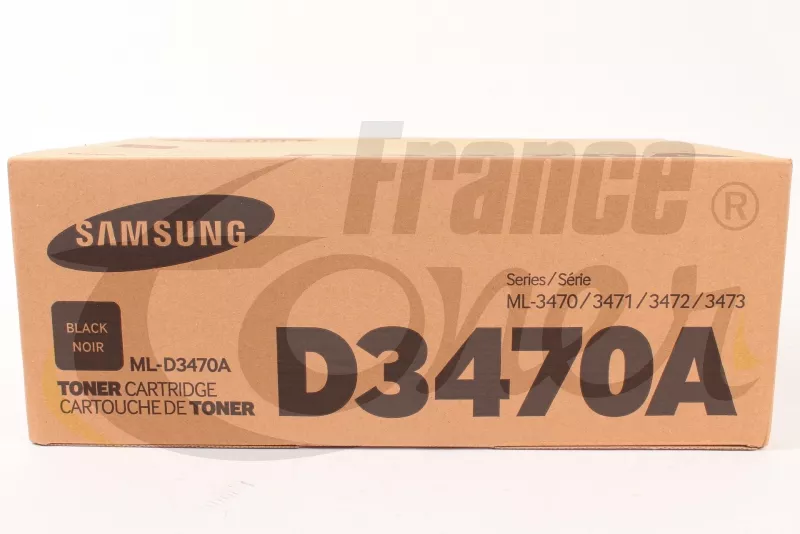 France
Toner ®
SAMSUNG
Series/Série
ML-3470/3471/3472/3473
BLACK
NOIR
ML-D3470A
D3470A
TONER CARTRIDGE
CARTOUCHE DE TONER